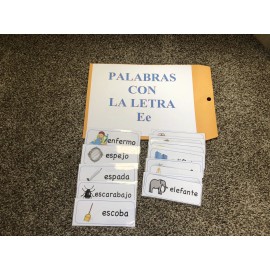 PALABRAS
CON
LA LETRA
Ee
enfermo
espejo
espada
escarabajo
escoba
elefante